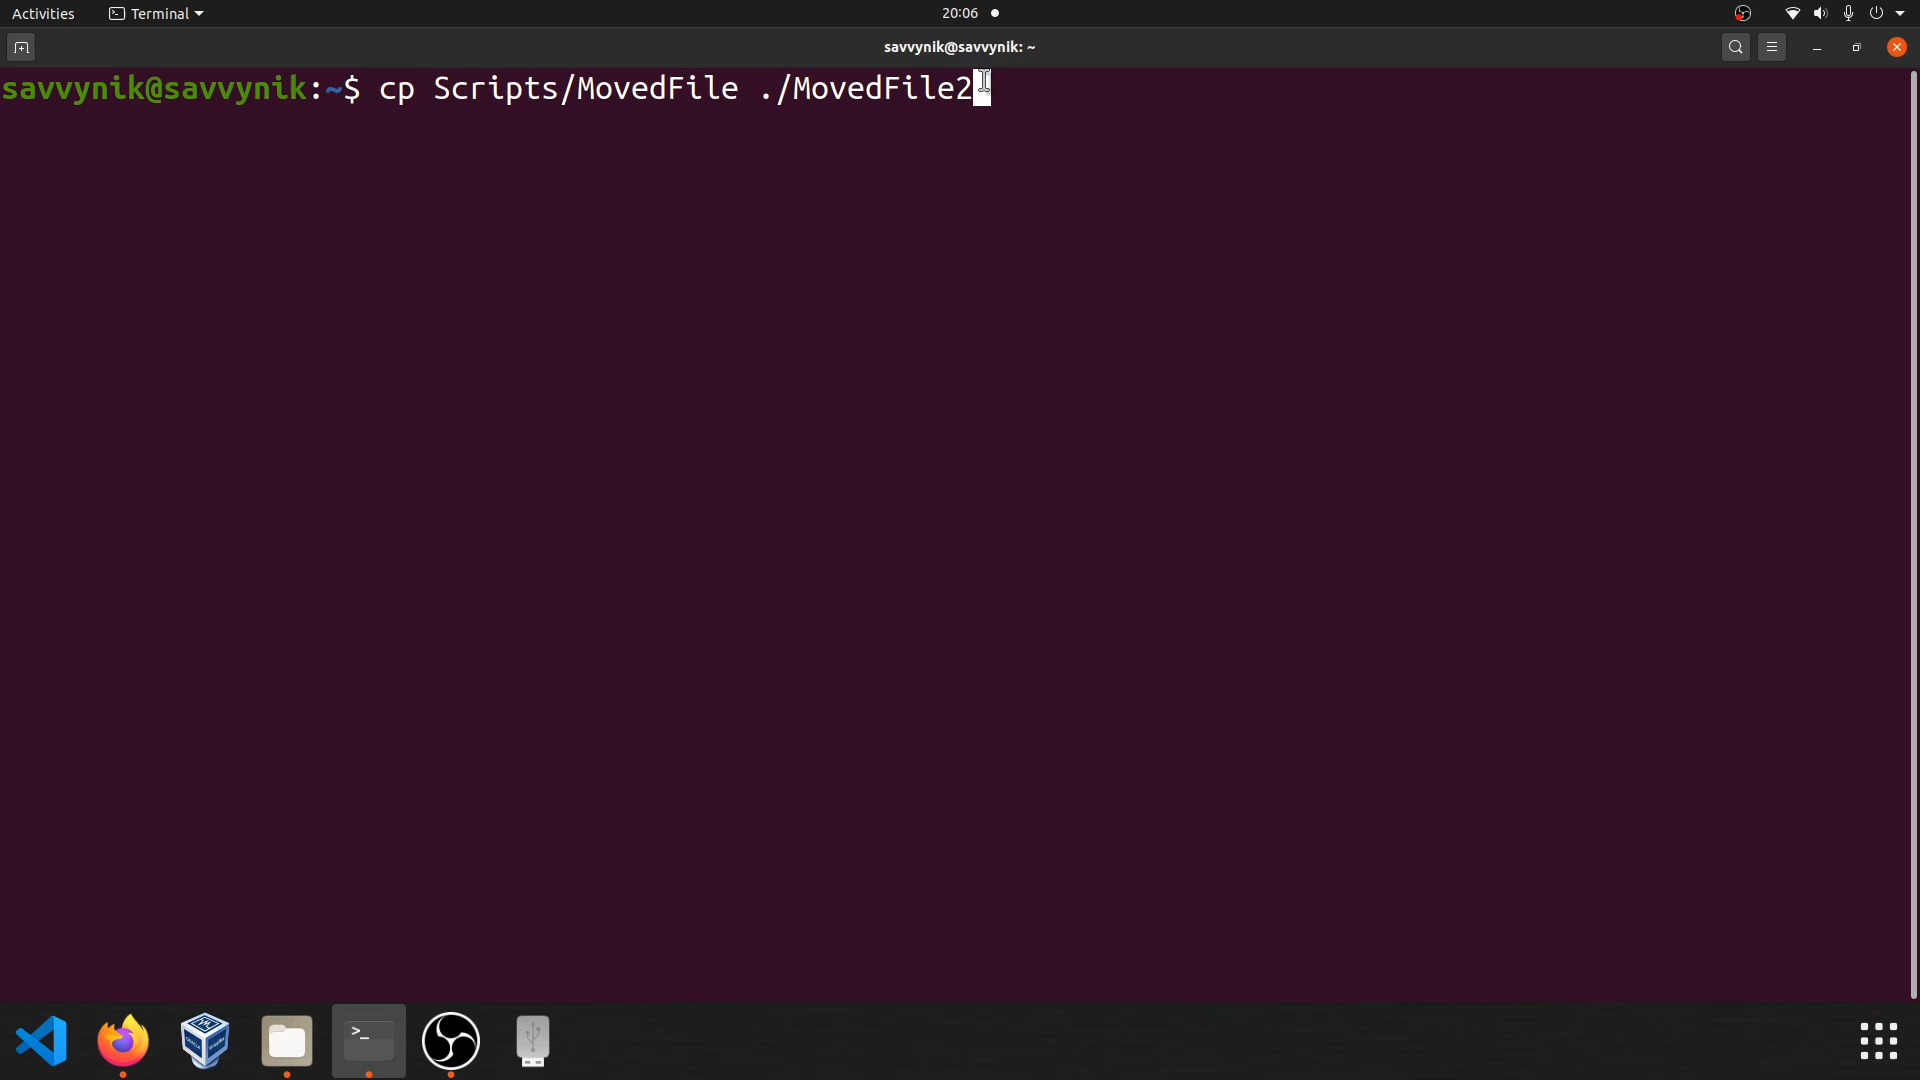 Activities
Terminal
20:06
savvynik@savvynik: ~
savvynik@savvynik:~$ cp Scripts/MovedFile ./MovedFile2
>_